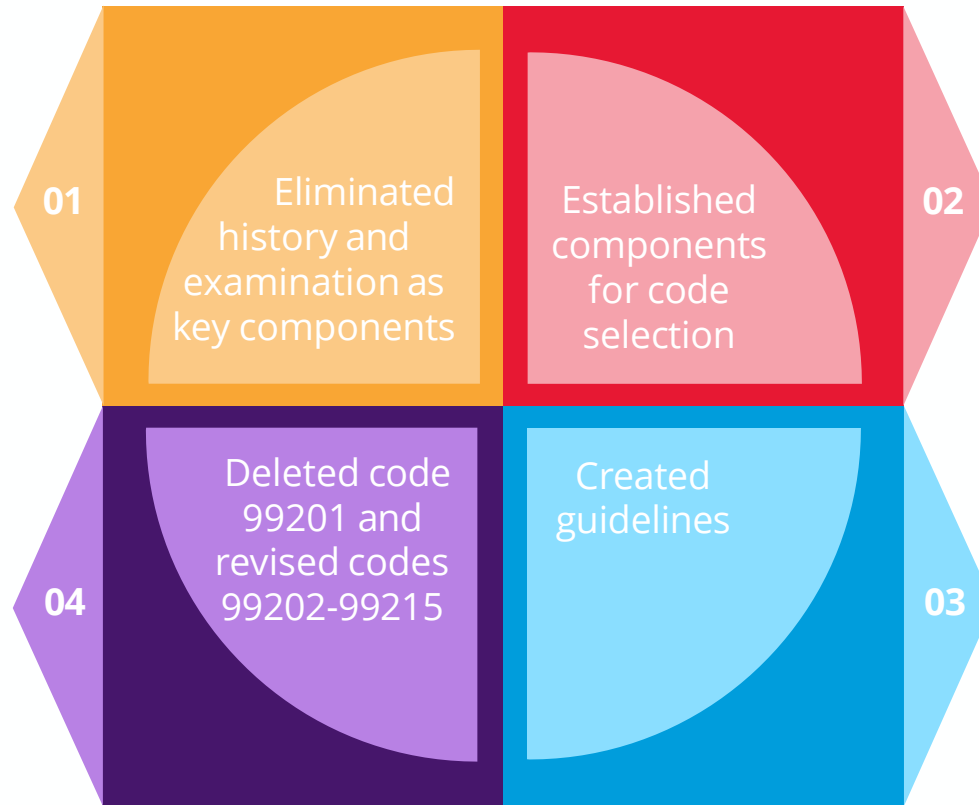 01
Eliminated
history and
examination as
key components
02
Established
components
for code
selection
03
Created
guidelines
04
Deleted code
99201 and
revised codes
99202-99215